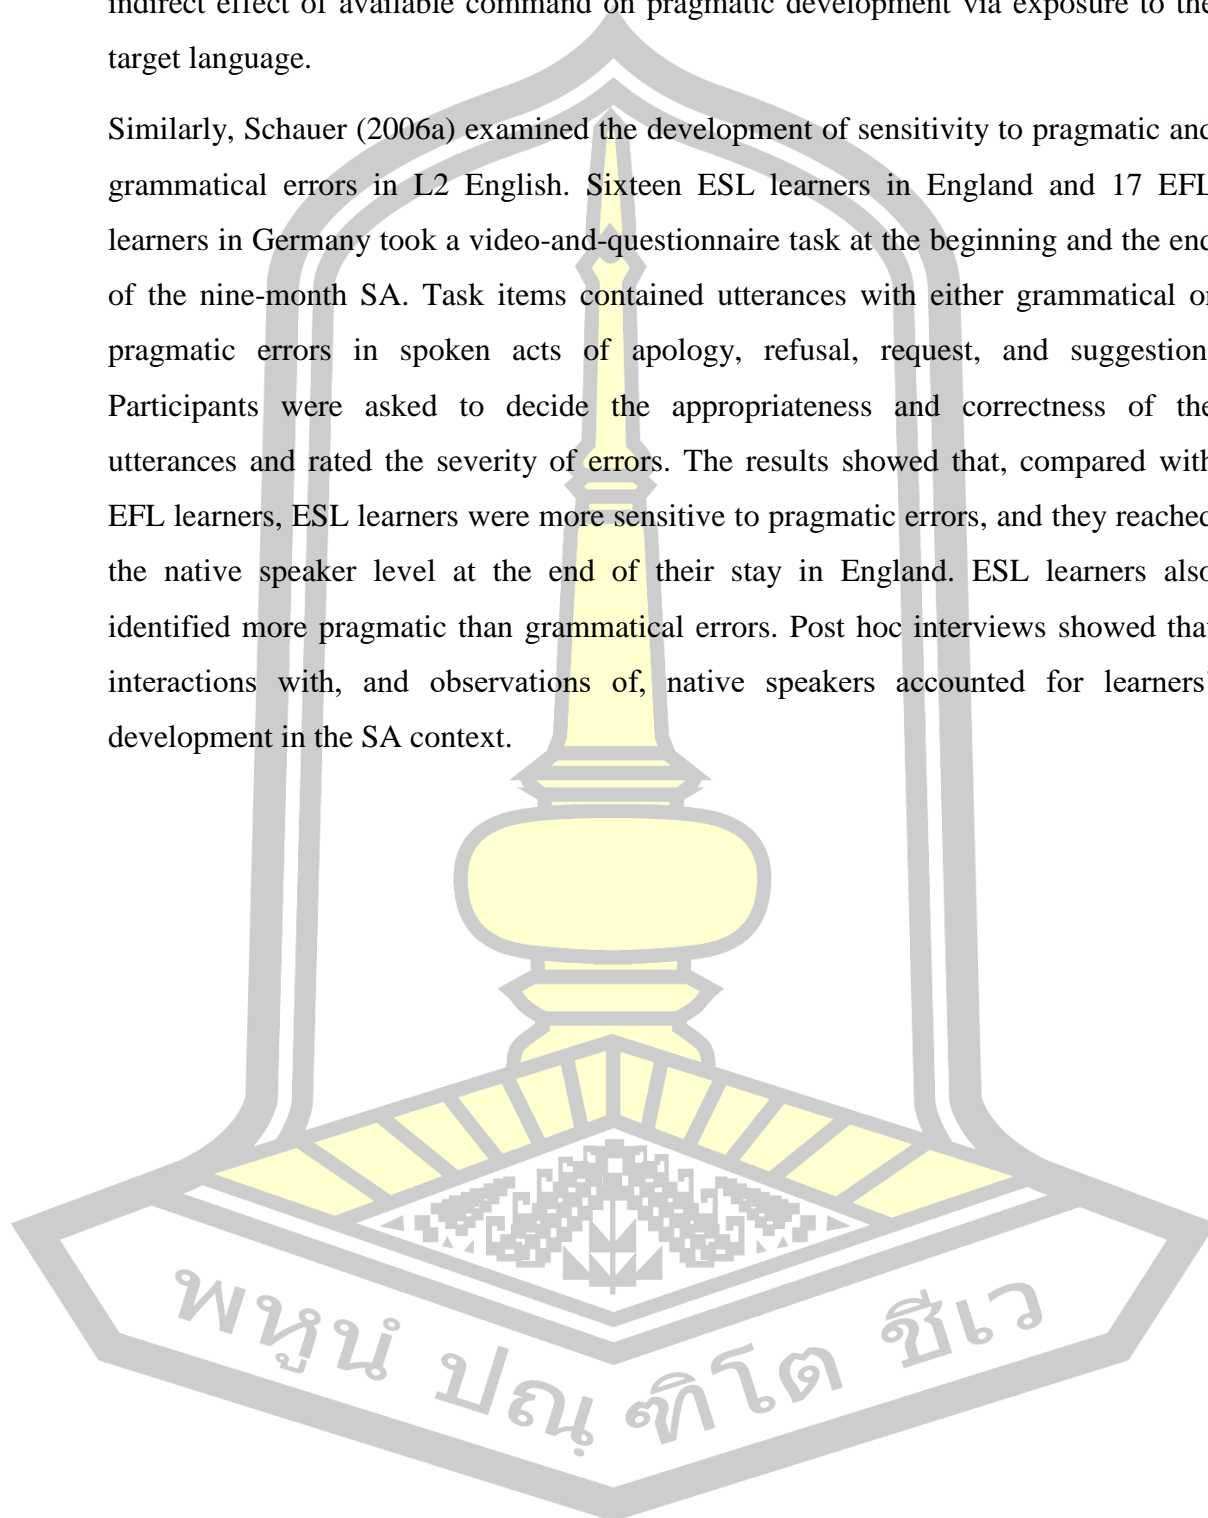 indirect effect of available command on pragmatic development via exposure to the
target language.
Similarly, Schauer (2006a) examined the development of sensitivity to pragmatic and
grammatical errors in L2 English. Sixteen ESL learners in England and 17 EFL
learners in Germany took a video-and-questionnaire task at the beginning and the end
of the nine-month SA. Task items contained utterances with either grammatical or
pragmatic errors in spoken acts of apology, refusal, request, and suggestion.
Participants were asked to decide the appropriateness and correctness of the
utterances and rated the severity of errors. The results showed that, compared with
EFL learners, ESL learners were more sensitive to pragmatic errors, and they reached
the native speaker level at the end of their stay in England. ESL learners also
identified more pragmatic than grammatical errors. Post hoc interviews showed that
interactions with, and observations of, native speakers accounted for learners'
development in the SA context.
พหูนํ ปณฺฑิโต ชีเว